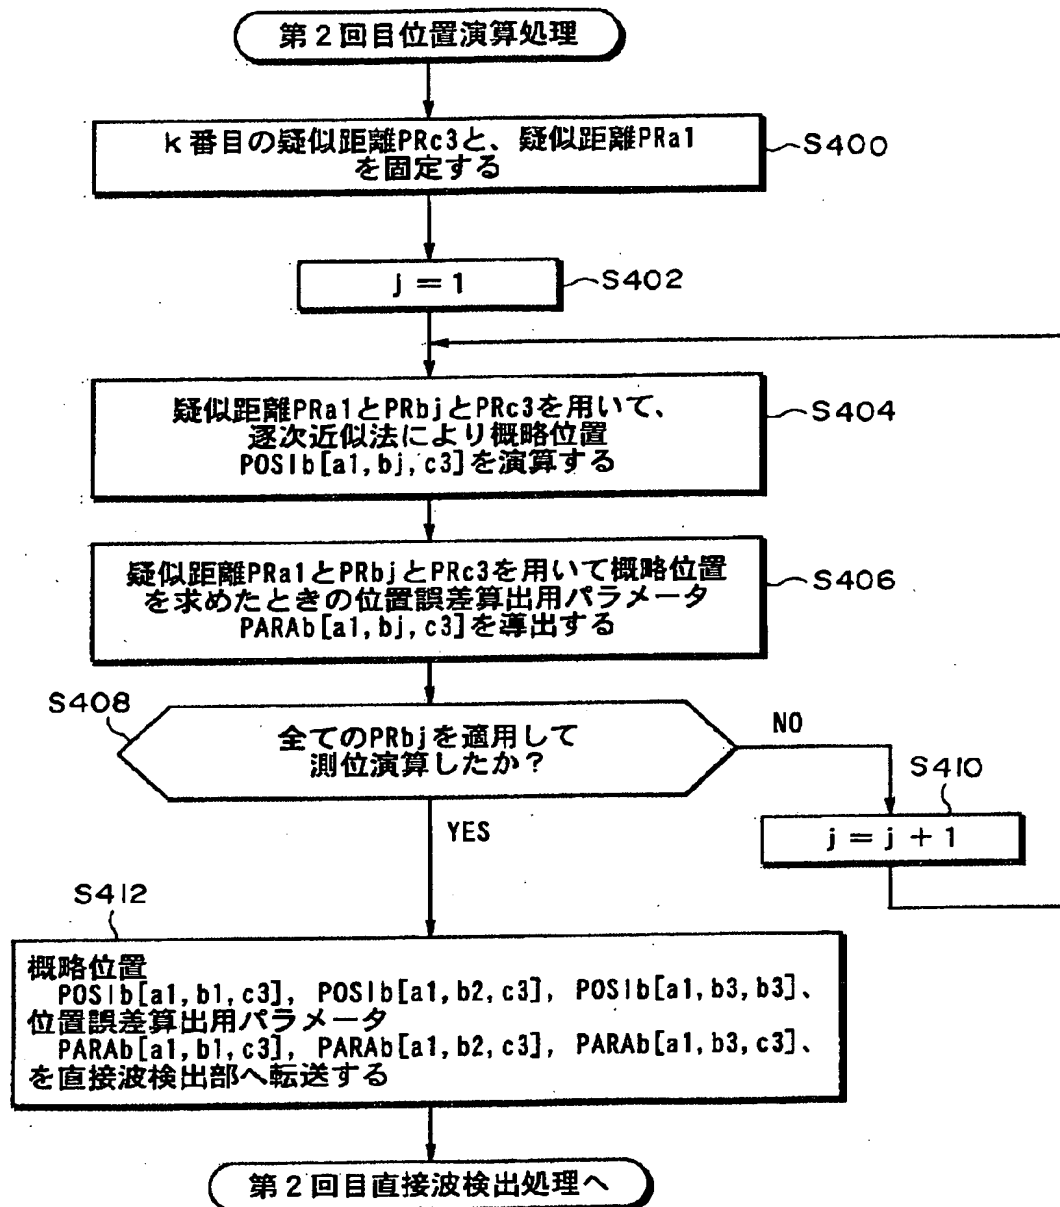 第2回目位置演算処理
k番目の疑似距離PRc3と、疑似距離PRa1
を固定する
S400
j=1
S402
疑似距離PRa1とPRbjとPRc3を用いて、
逐次近似法により概略位置
POSIb[a1,bj,c3]を演算する
S404
疑似距離PRa1とPRbjとPRc3を用いて概略位置
を求めたときの位置誤差算出用パラメータ
PARAb[a1,bj,c3]を導出する
S406
S408
全てのPRbjを適用して
測位演算したか?
NO
S410
j=j+1
YES
S412
概略位置
POSIb[a1,b1,c3], POSIb[a1,b2,c3], POSIb[a1,b3,b3]、
位置誤差算出用パラメータ
PARAb[a1,b1,c3], PARAb[a1,b2,c3], PARAb[a1,b3,c3]、
を直接波検出部へ転送する
第2回目直接波検出処理へ